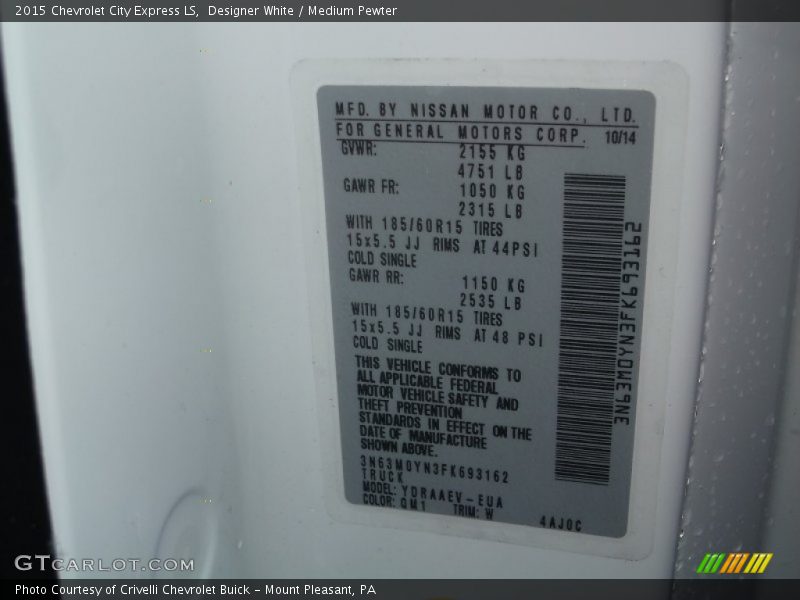 2015 Chevrolet City Express LS,  Designer White / Medium Pewter
MFD. BY NISSAN MOTOR CO., LTD.
FOR GENERAL MOTORS CORP. 10/14
GVWR: 2155 KG
4751 LB
GAWR FR: 1050 KG
2315 LB
WITH 185/60R15 TIRES
15x5.5 JJ RIMS AT 44PSI
COLD SINGLE
GAWR RR: 1150 KG
2535 LB
WITH 185/60R15 TIRES
15x5.5 JJ RIMS AT 48 PSI
COLD SINGLE
THIS VEHICLE CONFORMS TO
ALL APPLICABLE FEDERAL
MOTOR VEHICLE SAFETY AND
THEFT PREVENTION
STANDARDS IN EFFECT ON THE
DATE OF MANUFACTURE
SHOWN ABOVE.
3N63M0YN3FK693162
TRUCK
MODEL: YDRAAEV-EUA
COLOR: GM1 TRIM: W
4AJ0C
3N63M0YN3FK693162
GTCARLOT.COM
Photo Courtesy of Crivelli Chevrolet Buick - Mount Pleasant, PA